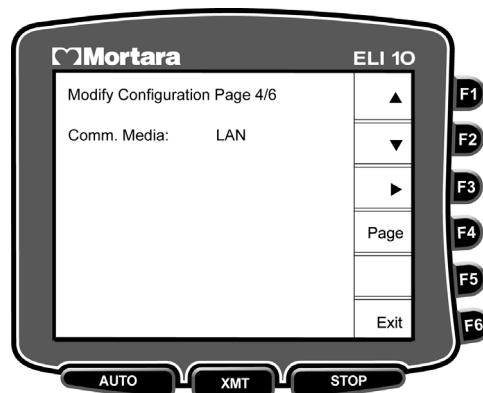 Mortara ELI 10
Modify Configuration Page 4/6
F1
Comm. Media: LAN
F2
F3
Page F4
F5
Exit F6
AUTO XMT STOP